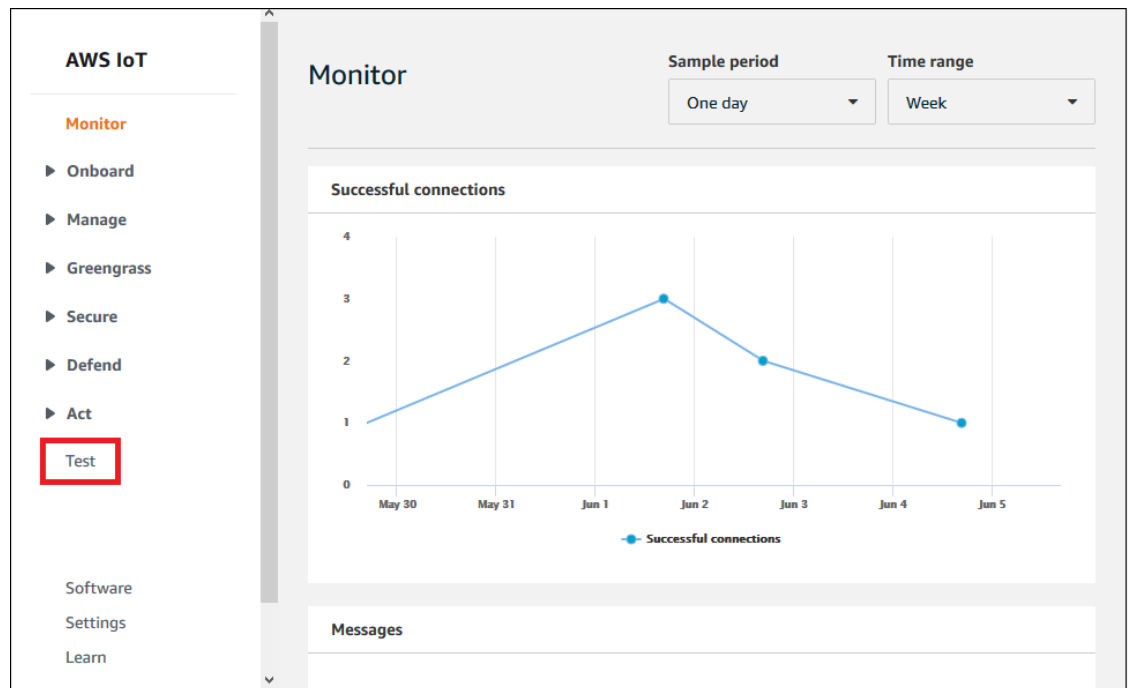 AWS IoT
Monitor
Onboard
Manage
Greengrass
Secure
Defend
Act
Test
Software
Settings
Learn
Monitor
Sample period
One day
Time range
Week
Successful connections
4
3
2
1
0
May 30 May 31 Jun 1 Jun 2 Jun 3 Jun 4 Jun 5
Successful connections
Messages